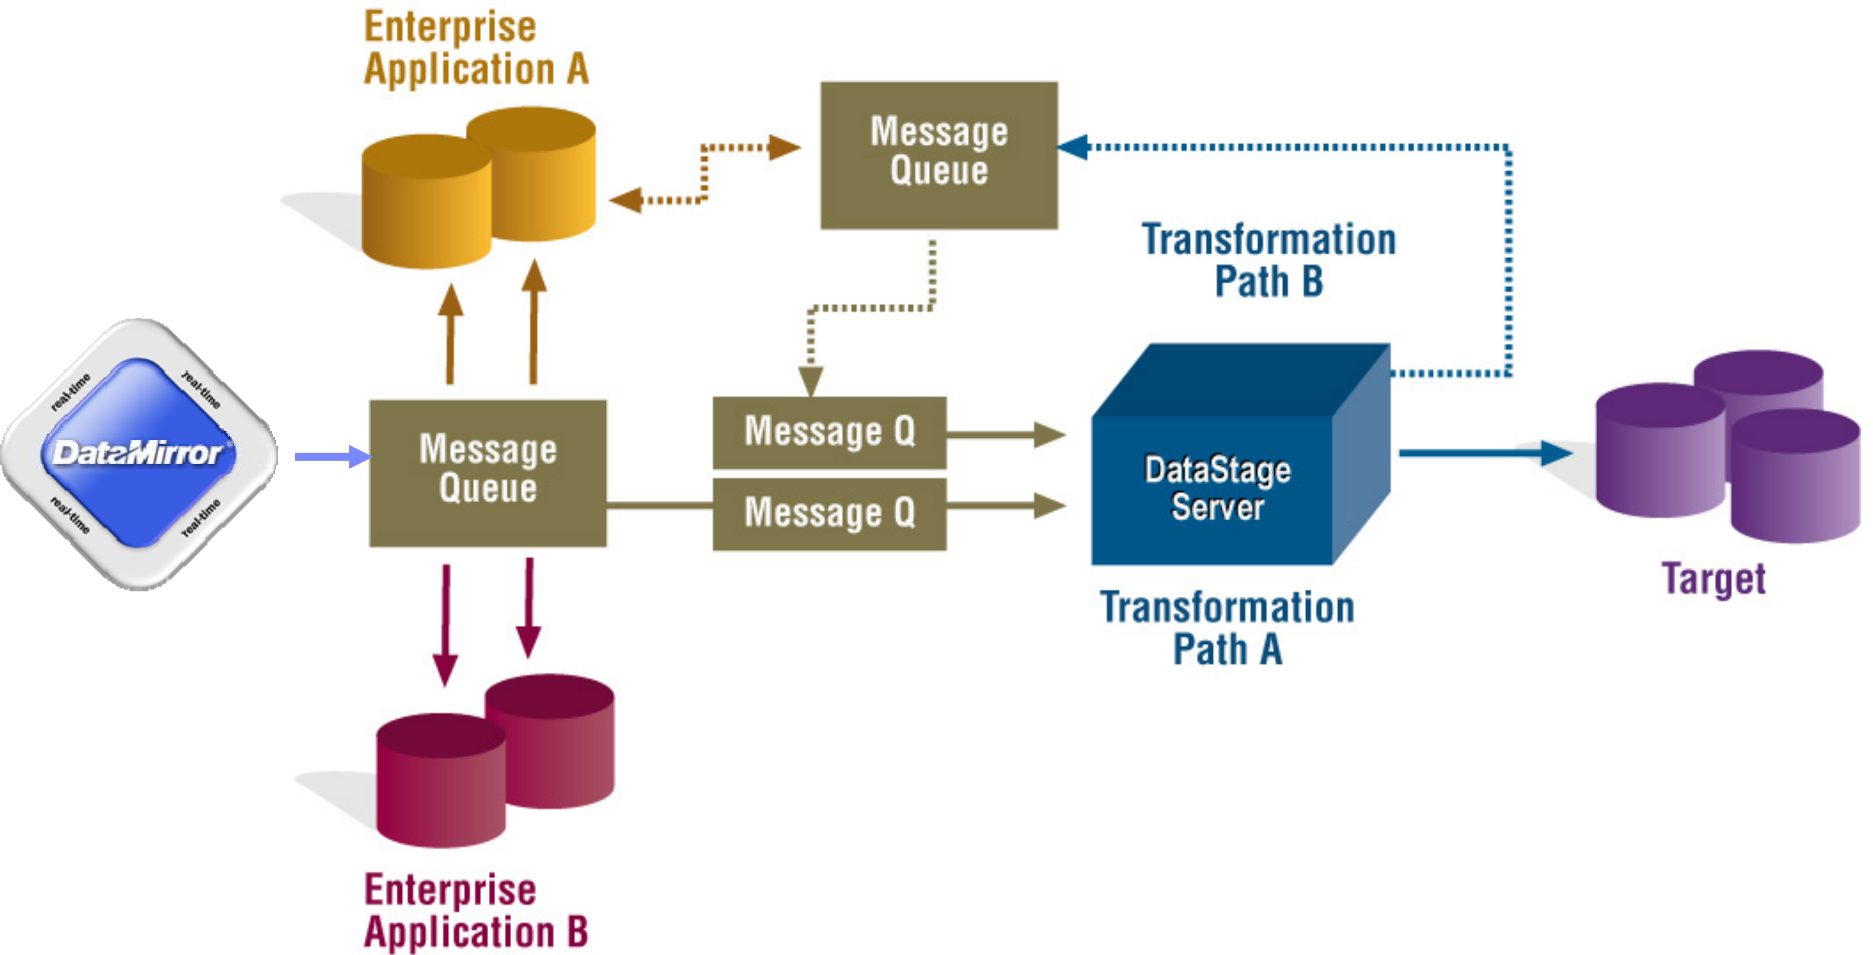 Enterprise
Application A
Message
Queue
Transformation
Path B
real-time
real-time
DataMirror
real-time
real-time
Message
Queue
Message Q
Message Q
DataStage
Server
Transformation
Path A
Target
Enterprise
Application B